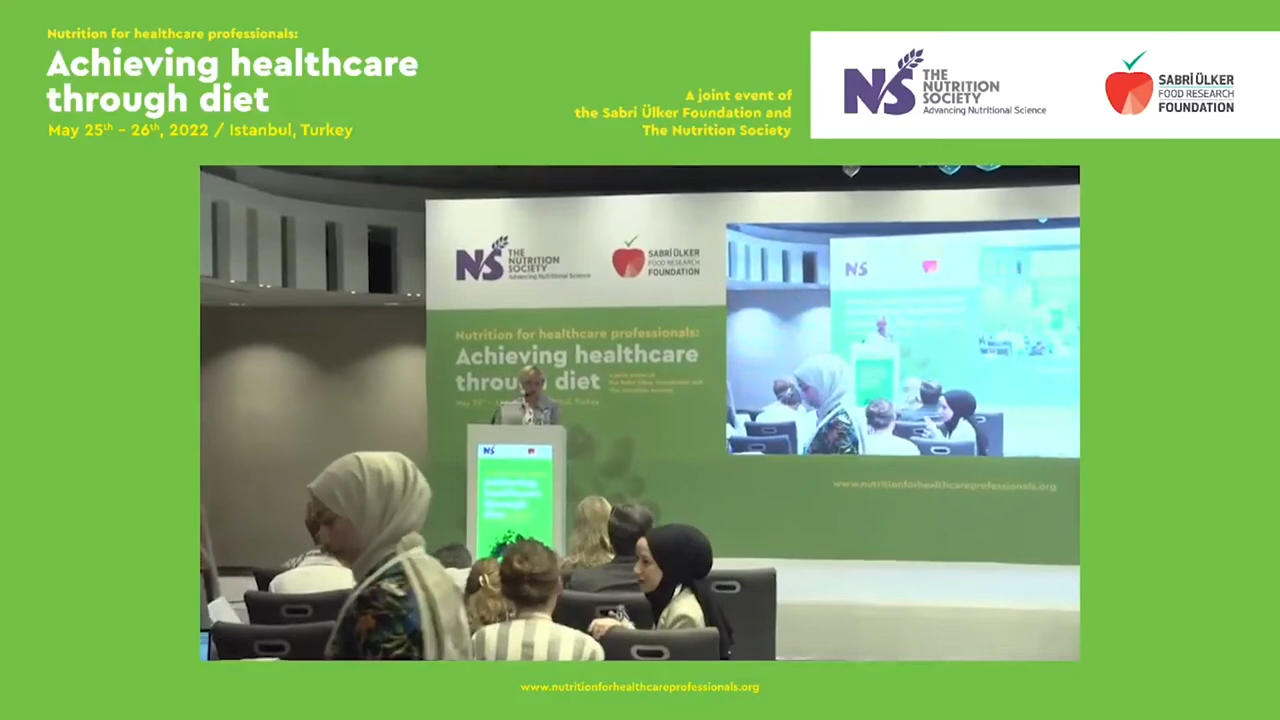 Nutrition for healthcare professionals:
Achieving healthcare
through diet
May 25th - 26th, 2022 / Istanbul, Turkey
A joint event of
the Sabri Ülker Foundation and
The Nutrition Society
NS THE
NUTRITION
SOCIETY
Advancing Nutritional Science
SABRİ ÜLKER
FOOD RESEARCH
FOUNDATION
NS THE
NUTRITION
SOCIETY
Advancing Nutritional Science
SABRİ ÜLKER
FOOD RESEARCH
FOUNDATION
Nutrition for healthcare professionals:
Achieving healthcare
diet
NS
www.nutritionforhealthcareprofessionals.org
NS
www.nutritionforhealthcareprofessionals.org